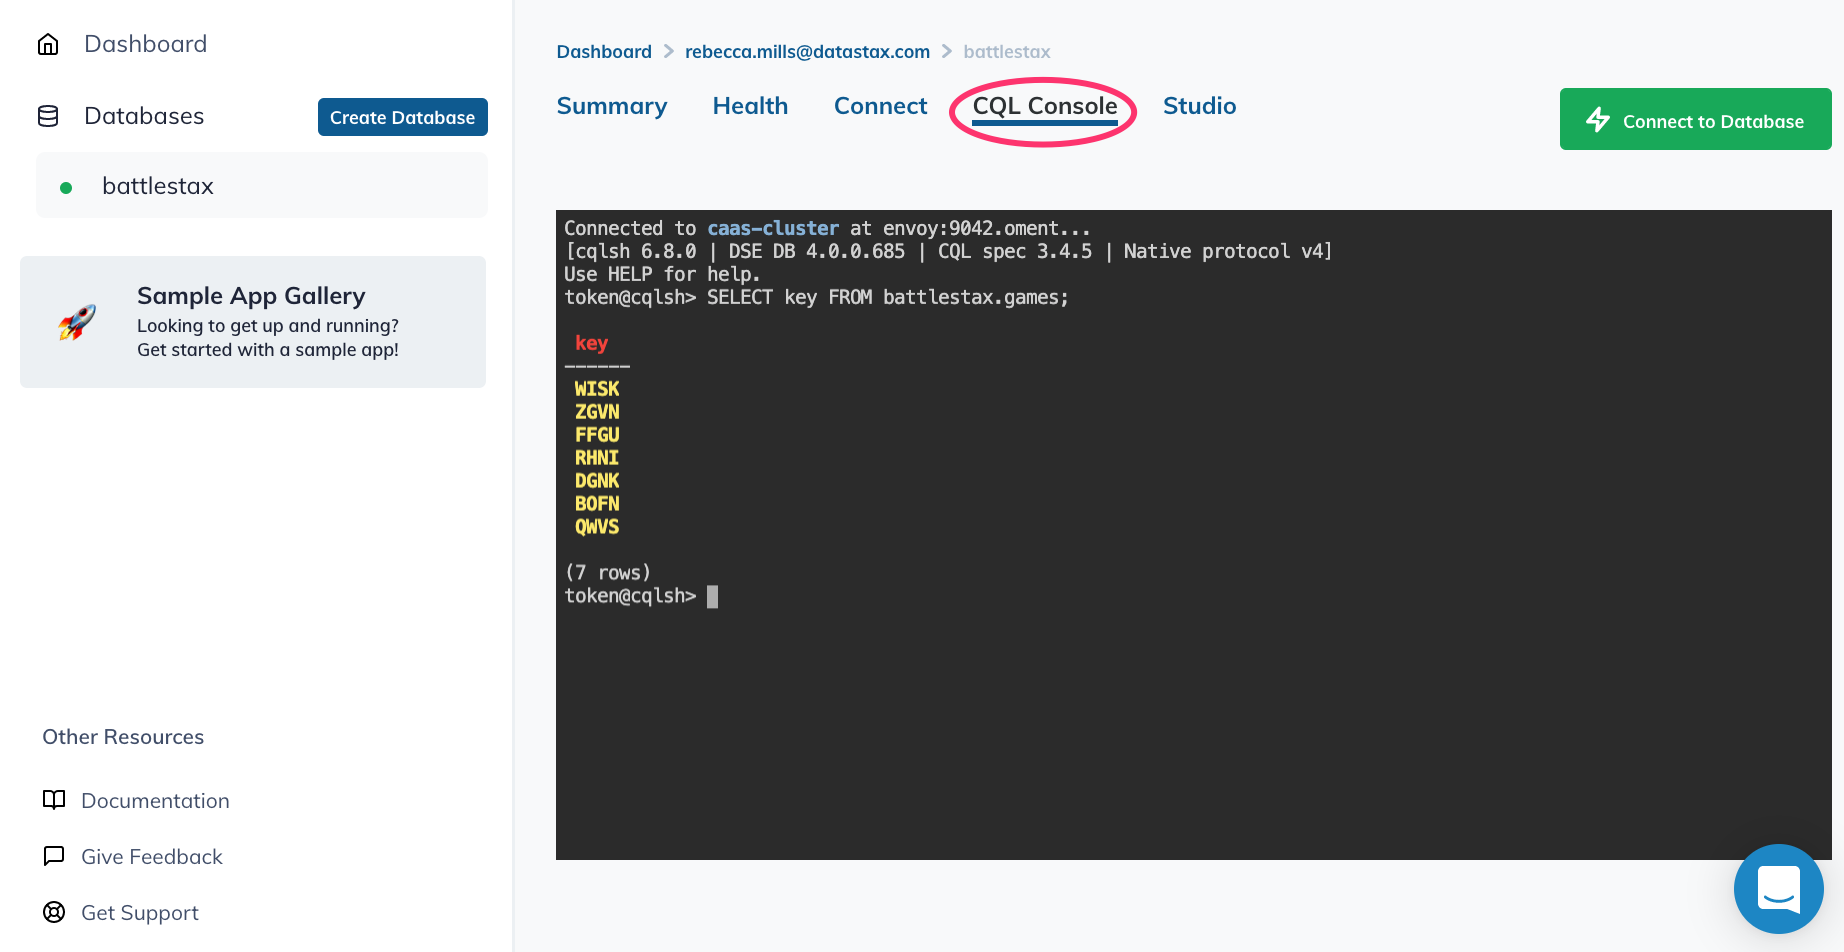 Dashboard
Databases
Create Database
battlestax
Sample App Gallery
Looking to get up and running?
Get started with a sample app!
Other Resources
Documentation
Give Feedback
Get Support
Dashboard > rebecca.mills@datastax.com > battlestax
Summary Health Connect CQL Console Studio
Connect to Database
Connected to caas-cluster at envoy:9042.oment...
[cqlsh 6.8.0 | DSE DB 4.0.0.685 | CQL spec 3.4.5 | Native protocol v4]
Use HELP for help.
token@cqlsh> SELECT key FROM battlestax.games;
key
------
WISK
ZGVN
FFGU
RHNI
DGNK
BOFN
QWVS
(7 rows)
token@cqlsh>